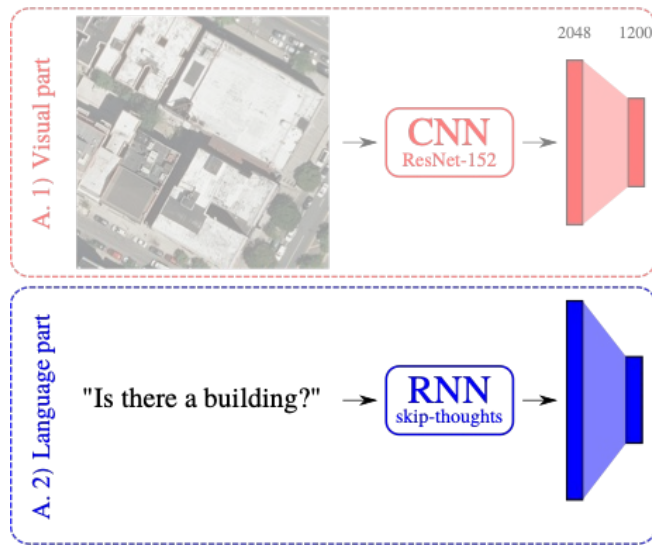 A. 1) Visual part
2048 1200
CNN
ResNet-152
A. 2) Language part
"Is there a building?"
RNN
skip-thoughts